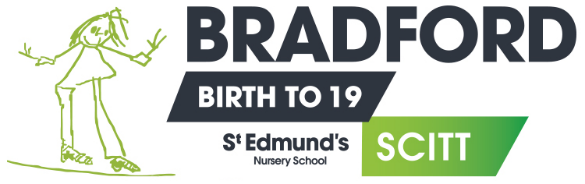 BRADFORD
BIRTH TO 19
St Edmund's
Nursery School
SCITT